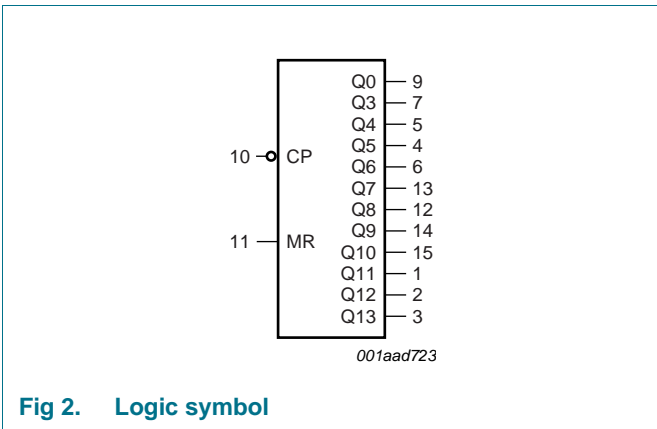 Q0 9
Q3 7
Q4 5
Q5 4
10 CP Q6 6
Q7 13
Q8 12
Q9 14
11 MR Q10 15
Q11 1
Q12 2
Q13 3
001aad723
Fig 2. Logic symbol